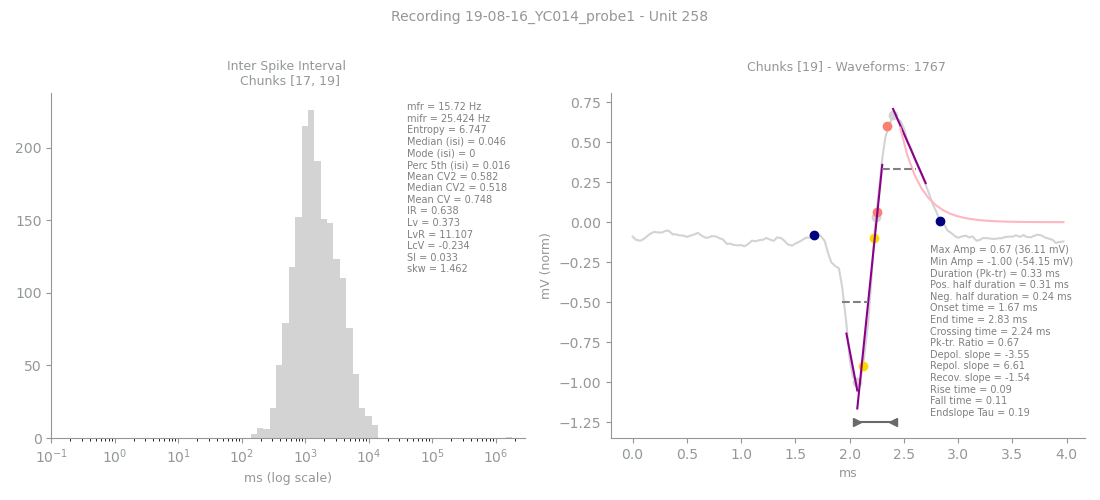 Recording 19-08-16_YC014_probe1 - Unit 258
Inter Spike Interval
Chunks [17, 19]
mfr = 15.72 Hz
mifr = 25.424 Hz
Entropy = 6.747
Median (isi) = 0.046
Mode (isi) = 0
Perc 5th (isi) = 0.016
Mean CV2 = 0.582
Median CV2 = 0.518
Mean CV = 0.748
IR = 0.638
Lv = 0.373
LvR = 11.107
LcV = -0.234
SI = 0.033
skw = 1.462
200
150
100
50
0
10⁻¹ 10⁰ 10¹ 10² 10³ 10⁴ 10⁵ 10⁶
ms (log scale)
Chunks [19] - Waveforms: 1767
mV (norm)
0.75
0.50
0.25
0.00
−0.25
−0.50
−0.75
−1.00
−1.25
Max Amp = 0.67 (36.11 mV)
Min Amp = -1.00 (-54.15 mV)
Duration (Pk-tr) = 0.33 ms
Pos. half duration = 0.31 ms
Neg. half duration = 0.24 ms
Onset time = 1.67 ms
End time = 2.83 ms
Crossing time = 2.24 ms
Pk-tr. Ratio = 0.67
Depol. slope = -3.55
Repol. slope = 6.61
Recov. slope = -1.54
Rise time = 0.09
Fall time = 0.11
Endslope Tau = 0.19
0.0 0.5 1.0 1.5 2.0 2.5 3.0 3.5 4.0
ms